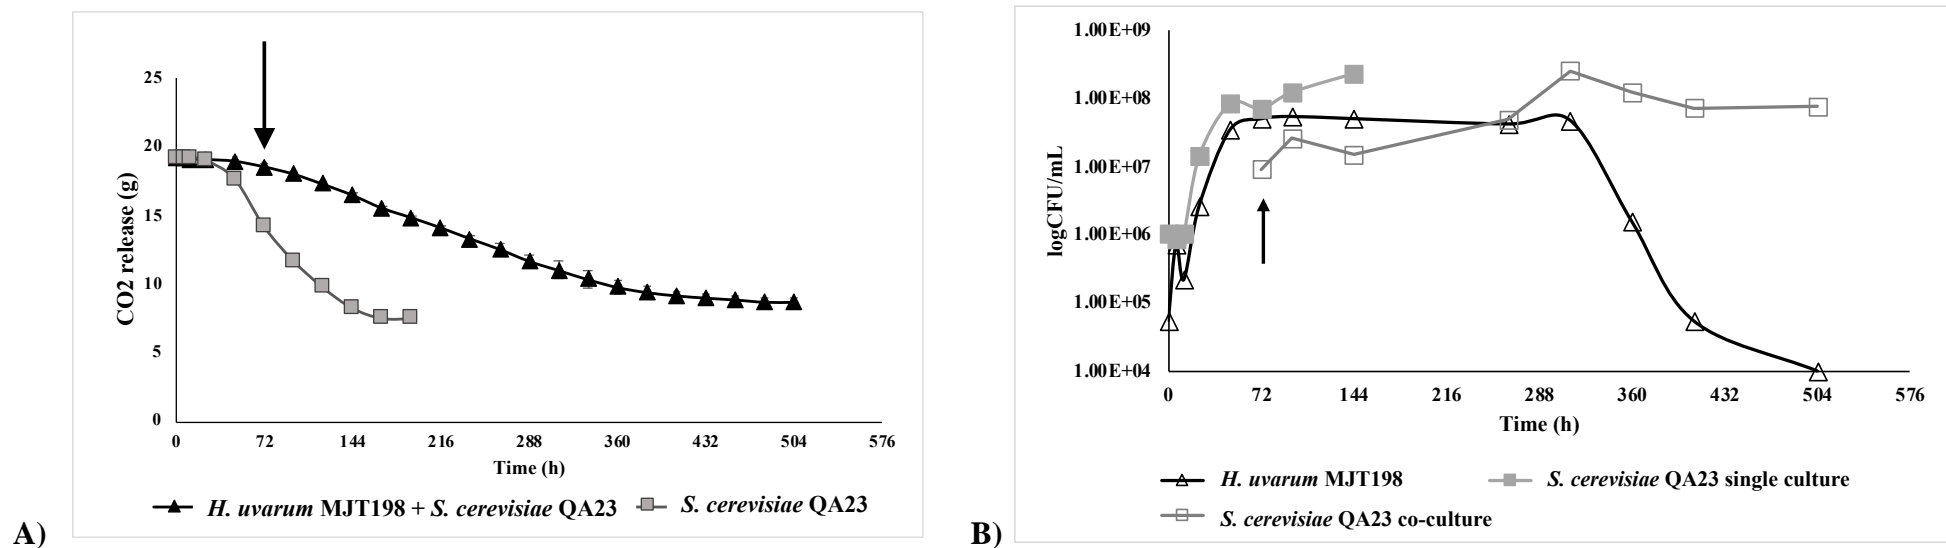 25
20
15
10
5
0
CO2 release (g)
0 72 144 216 288 360 432 504 576
Time (h)
H. uvarum MJT198 + S. cerevisiae QA23
S. cerevisiae QA23
A)
1.00E+09
1.00E+08
1.00E+07
1.00E+06
1.00E+05
1.00E+04
logCFU/mL
0 72 144 216 288 360 432 504 576
Time (h)
H. uvarum MJT198
S. cerevisiae QA23 single culture
S. cerevisiae QA23 co-culture
B)